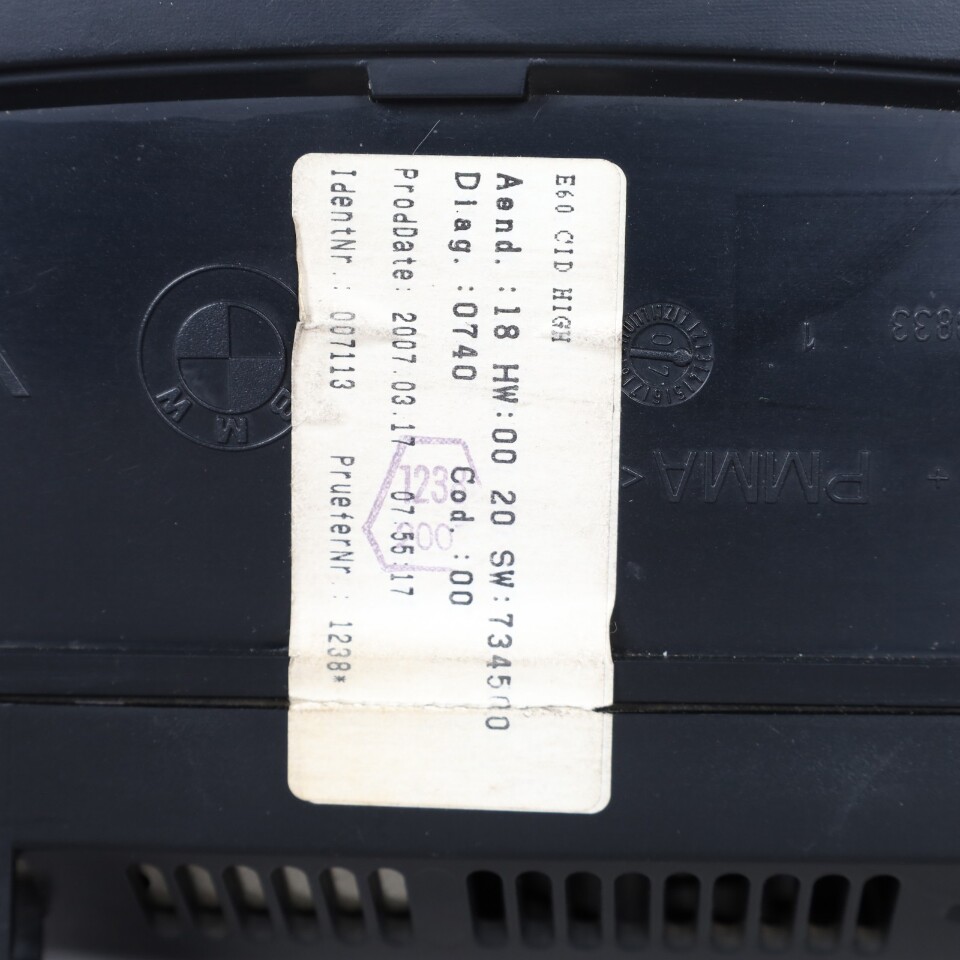 E60 CID HIGH
Aend.:18 HW:00 20 SW:734500
Diag.:0740 Cod.:00
ProdDate: 2007.03.17 07:55:17
IdentNr.: 007113 PrueferNr.: 1238*
BMW
1
PMMA